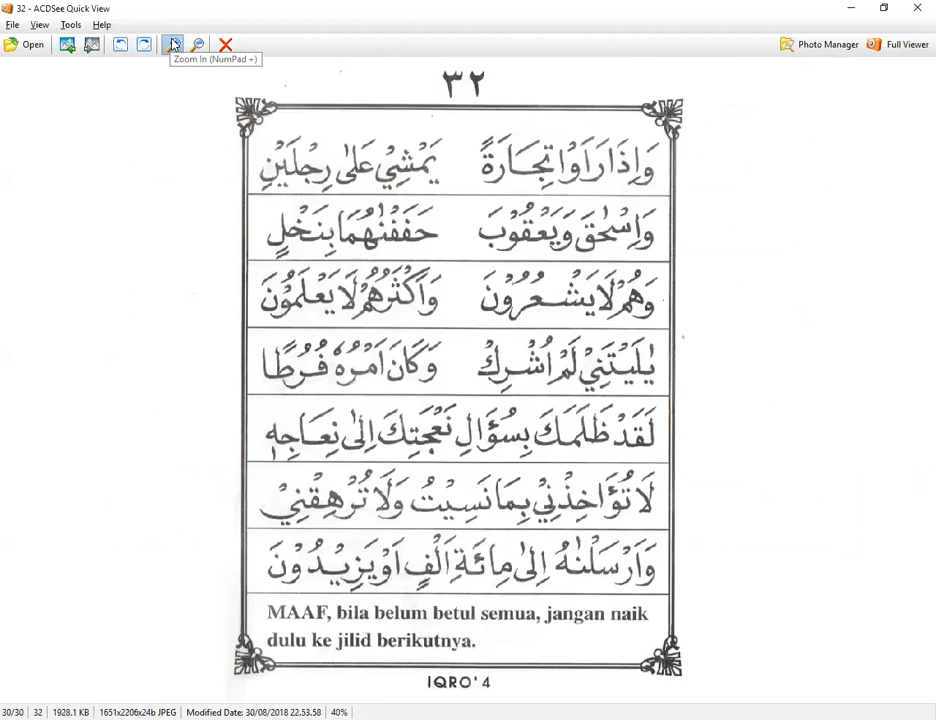 32 - ACDSee Quick View
File View Tools Help
Open Photo Manager Full Viewer
Zoom In (NumPad +)
٣٢
وَاِذَا رَاَوْا تِجَارَةً يَمْشِيْ عَلٰى رِجْلَيْنِ
وَاِسْحٰقَ وَيَعْقُوْبَ حَفَفْنٰهُمَا بِنَخْلٍ
وَهُمْ لَا يَشْعُرُوْنَ وَاَكْثَرُهُمْ لَا يَعْلَمُوْنَ
يٰلَيْتَنِيْ لَمْ اُشْرِكْ وَكَانَ اَمْرُهٗ فُرُطًا
لَقَدْ ظَلَمَكَ بِسُؤَالِ نَعْجَتِكَ اِلٰى نِعَاجِهٖ
لَا تُؤَاخِذْنِيْ بِمَا نَسِيْتُ وَلَا تُرْهِقْنِيْ
وَاَرْسَلْنٰهُ اِلٰى مِائَةِ اَلْفٍ اَوْ يَزِيْدُوْنَ
MAAF, bila belum betul semua, jangan naik
dulu ke jilid berikutnya.
IQRO' 4
30/30 32 1928.1 KB 1651x2206x24b JPEG Modified Date: 30/08/2018 22.53.58 40%